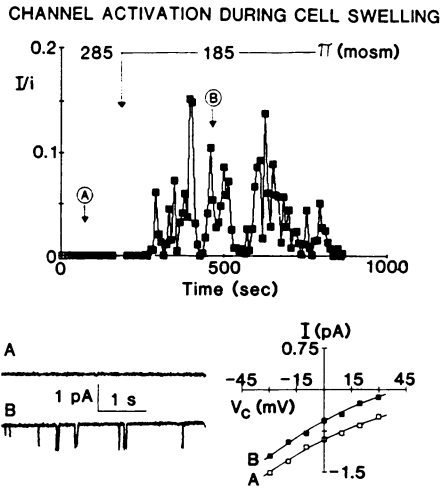 CHANNEL ACTIVATION DURING CELL SWELLING
0.2
285 185 π (mosm)
I/i
B
0.1
A
0
0 500 1000
Time (sec)
A
1 pA 1 s
B
I (pA)
0.75
-45 -15 15 45
Vc (mV)
B
A
-1.5